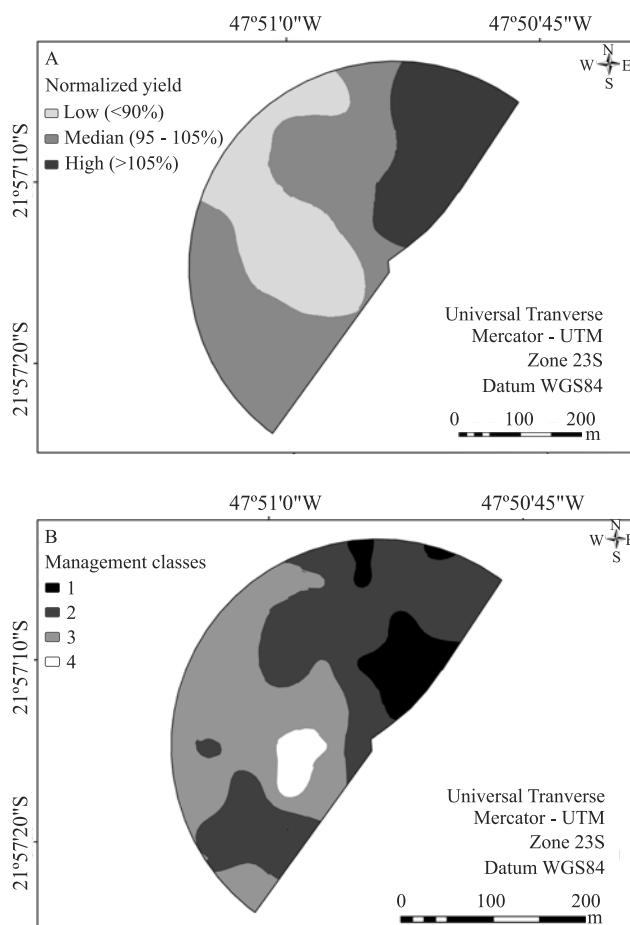 47º51'0"W 47º50'45"W
A
N
W E
S
Normalized yield
Low (<90%)
Median (95 - 105%)
High (>105%)
21º57'10"S
21º57'20"S
Universal Tranverse
Mercator - UTM
Zone 23S
Datum WGS84
0 100 200
m
47º51'0"W 47º50'45"W
B
N
W E
S
Management classes
1
2
3
4
21º57'10"S
21º57'20"S
Universal Tranverse
Mercator - UTM
Zone 23S
Datum WGS84
0 100 200
m